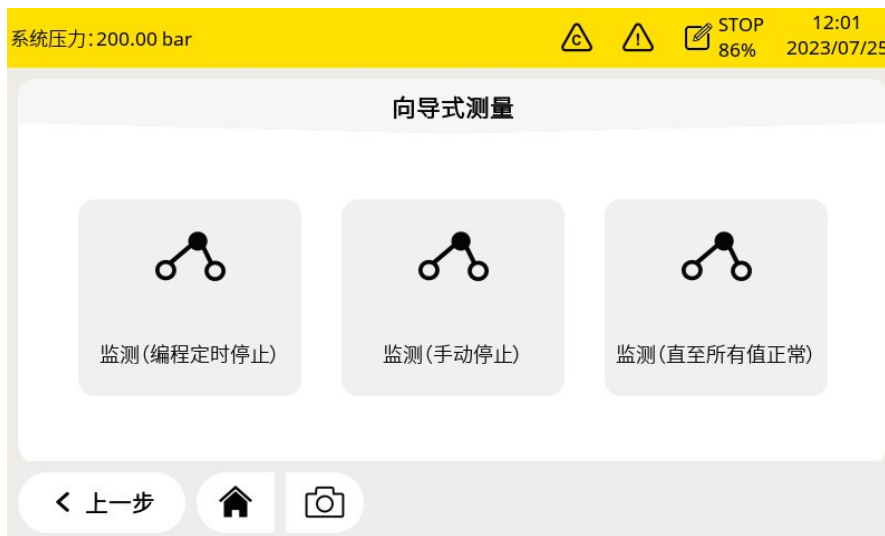 系统压力：200.00 bar
C
!
STOP
86%
12:01
2023/07/25
向导式测量
监测(编程定时停止)
监测(手动停止)
监测(直至所有值正常)
上一步